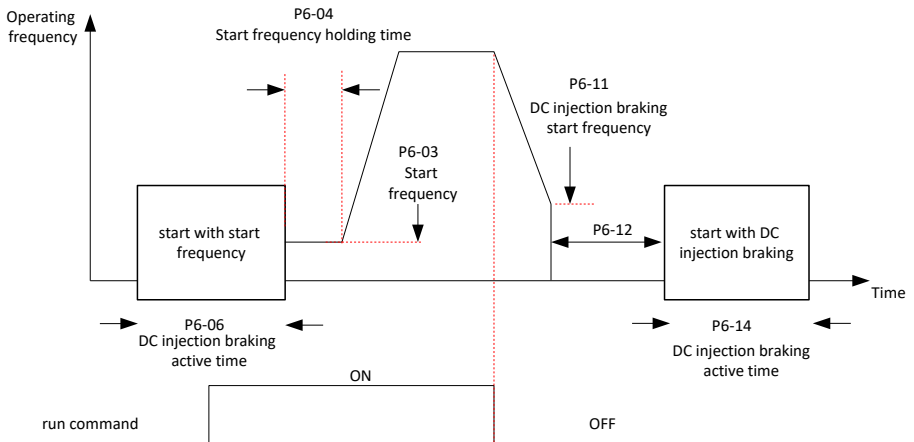 P6-04
Start frequency holding time
Operating
frequency
P6-11
DC injection braking
start frequency
P6-03
Start
frequency
start with start
frequency
P6-12
start with DC
injection braking
Time
P6-06
DC injection braking
active time
P6-14
DC injection braking
active time
ON
run command
OFF